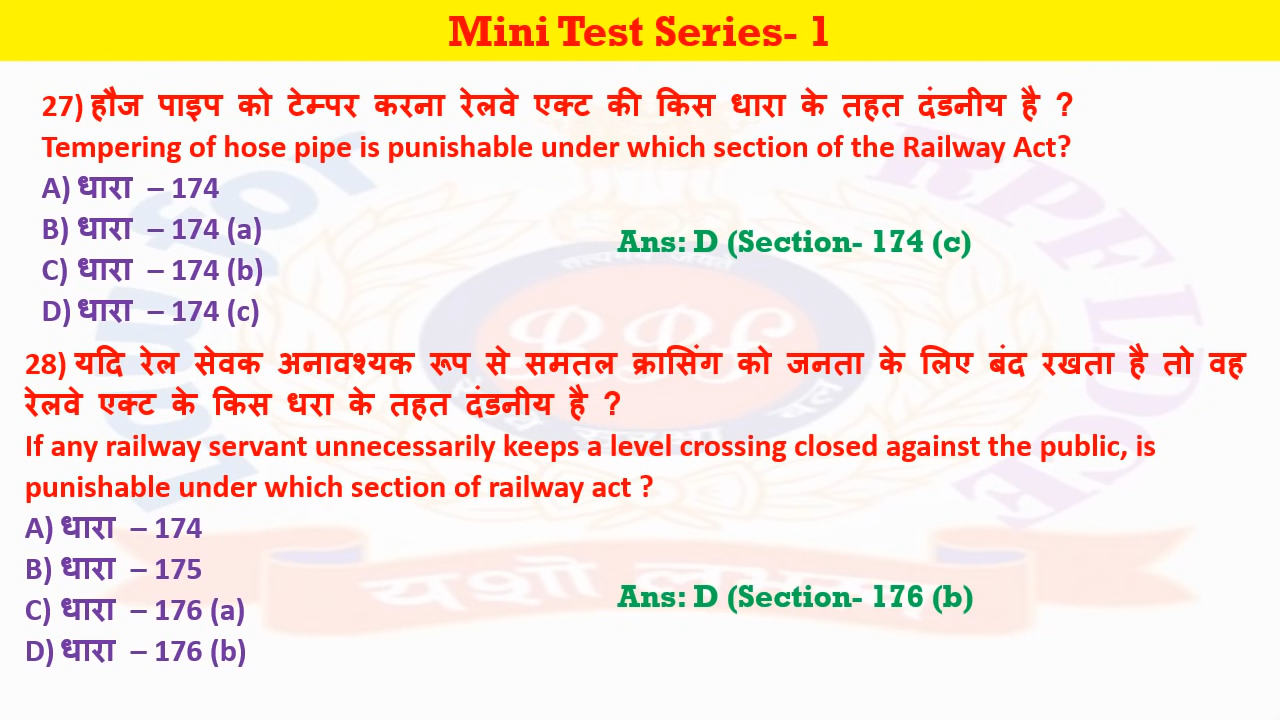 Mini Test Series- 1
27) हौज पाइप को टेम्पर करना रेलवे एक्ट की किस धारा के तहत दंडनीय है ?
Tempering of hose pipe is punishable under which section of the Railway Act?
A) धारा – 174
B) धारा – 174 (a)
C) धारा – 174 (b)
D) धारा – 174 (c)
Ans: D (Section- 174 (c)
28) यदि रेल सेवक अनावश्यक रूप से समतल क्रासिंग को जनता के लिए बंद रखता है तो वह
रेलवे एक्ट के किस धरा के तहत दंडनीय है ?
If any railway servant unnecessarily keeps a level crossing closed against the public, is
punishable under which section of railway act ?
A) धारा – 174
B) धारा – 175
C) धारा – 176 (a)
D) धारा – 176 (b)
Ans: D (Section- 176 (b)
यशो लभस्व